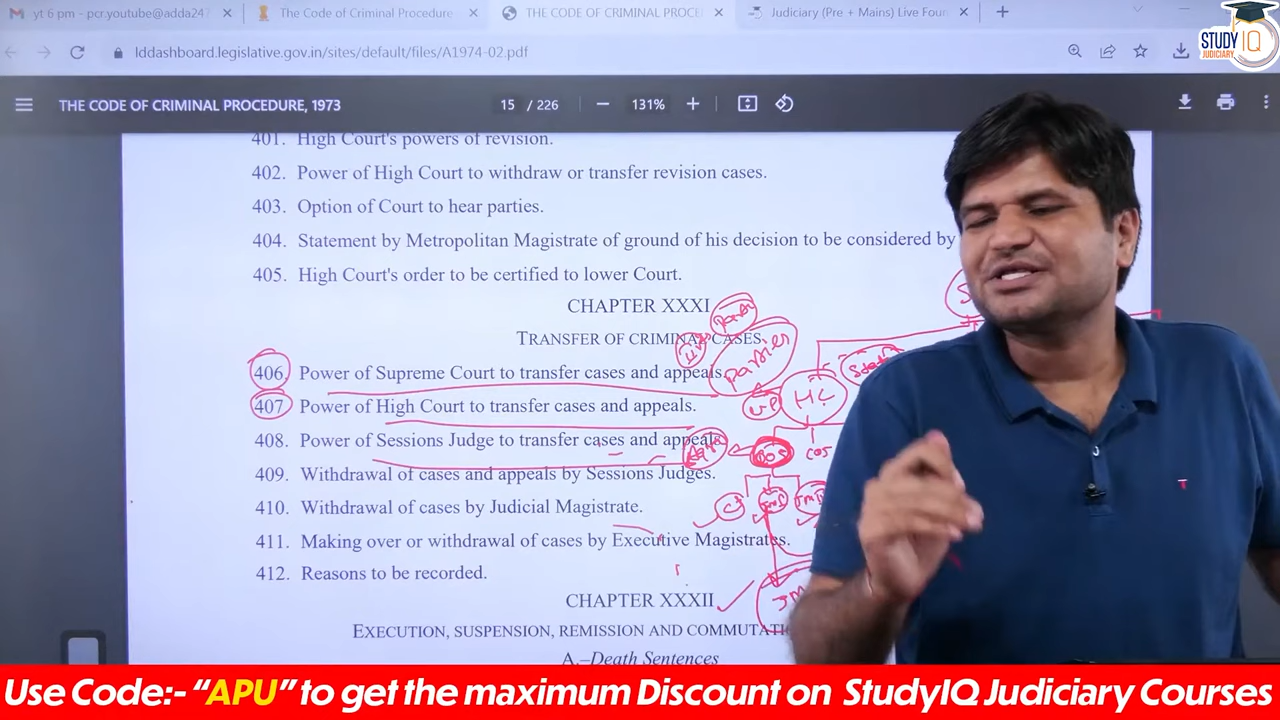 yt 6 pm - pcr.youtube@adda247
The Code of Criminal Procedure
THE CODE OF CRIMINAL PROCE
Judiciary (Pre + Mains) Live Foun
lddashboard.legislative.gov.in/sites/default/files/A1974-02.pdf
STUDY IQ
JUDICIARY
THE CODE OF CRIMINAL PROCEDURE, 1973
15 / 226
131%
401. High Court's powers of revision.
402. Power of High Court to withdraw or transfer revision cases.
403. Option of Court to hear parties.
404. Statement by Metropolitan Magistrate of ground of his decision to be considered by
405. High Court's order to be certified to lower Court.
CHAPTER XXXI
TRANSFER OF CRIMINAL CASES
Parties
406. Power of Supreme Court to transfer cases and appeals.
HC
407. Power of High Court to transfer cases and appeals.
408. Power of Sessions Judge to transfer cases and appeals.
COS
409. Withdrawal of cases and appeals by Sessions Judges.
410. Withdrawal of cases by Judicial Magistrate.
411. Making over or withdrawal of cases by Executive Magistrates.
412. Reasons to be recorded.
CHAPTER XXXII
EXECUTION, SUSPENSION, REMISSION AND COMMUTATI
A.–Death Sentences
Use Code:- “APU” to get the maximum Discount on StudyIQ Judiciary Courses